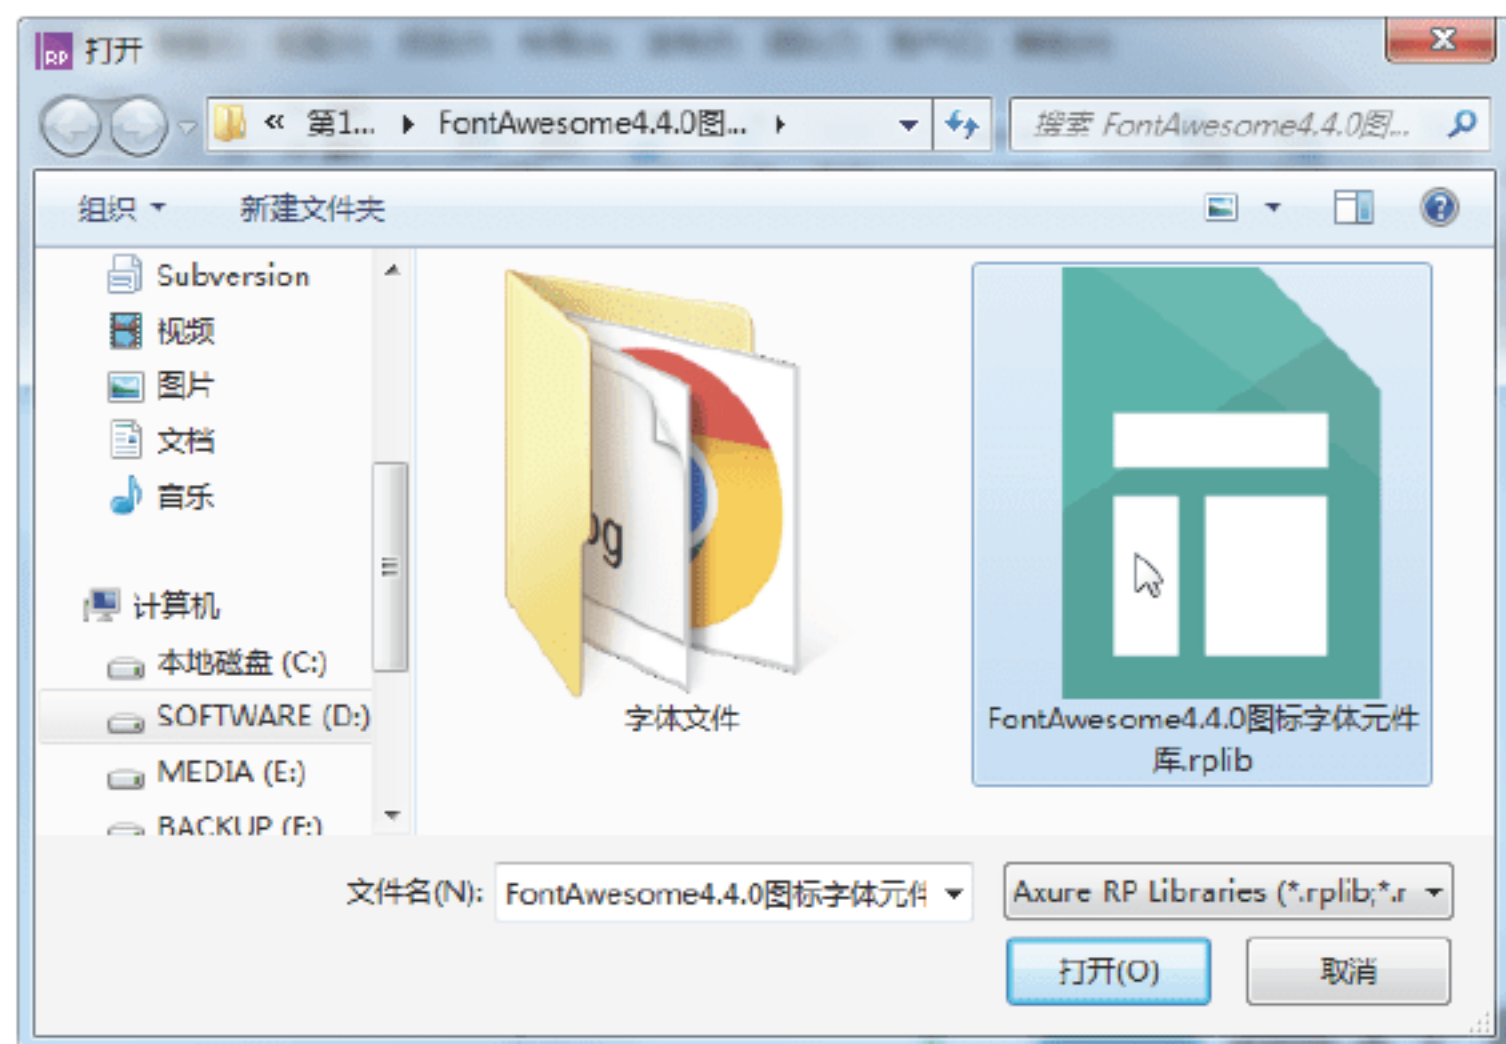 RP 打开
« 第1... FontAwesome4.4.0图...
搜索 FontAwesome4.4.0图...
组织 新建文件夹
Subversion
视频
图片
文档
音乐
计算机
本地磁盘 (C:)
SOFTWARE (D:)
MEDIA (E:)
BACKUP (F:)
og
字体文件
FontAwesome4.4.0图标字体元件
库.rplib
文件名(N): FontAwesome4.4.0图标字体元件
Axure RP Libraries (*.rplib;*.r
打开(O) 取消